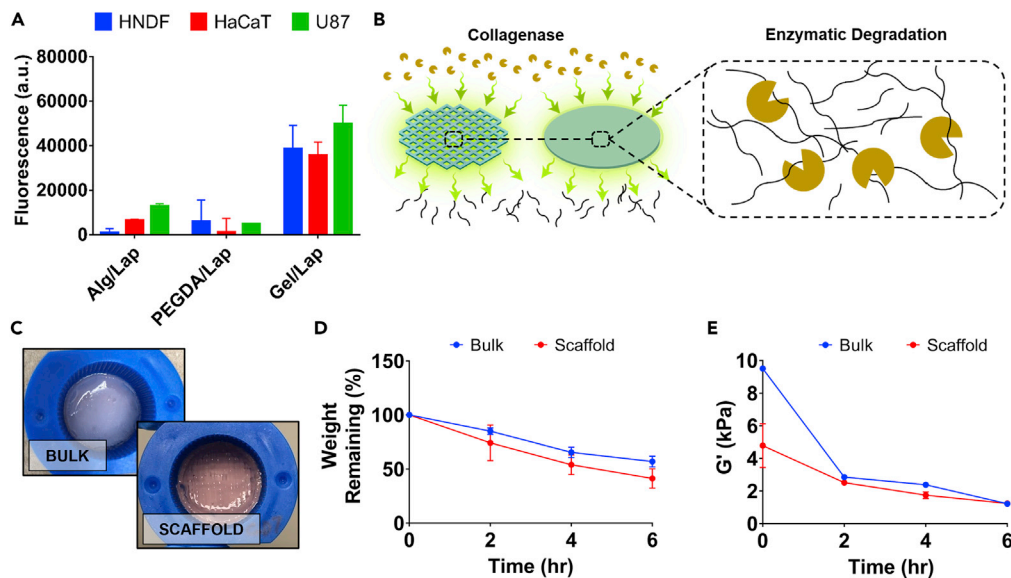 A
HNDF HaCaT U87
Fluorescence (a.u.)
80000
60000
40000
20000
0
Alg/Lap
PEGDA/Lap
Gel/Lap
B
Collagenase
Enzymatic Degradation
C
BULK
SCAFFOLD
D
Bulk Scaffold
Weight
Remaining (%)
150
100
50
0
0 2 4 6
Time (hr)
E
Bulk Scaffold
G' (kPa)
10
8
6
4
2
0
0 2 4 6
Time (hr)